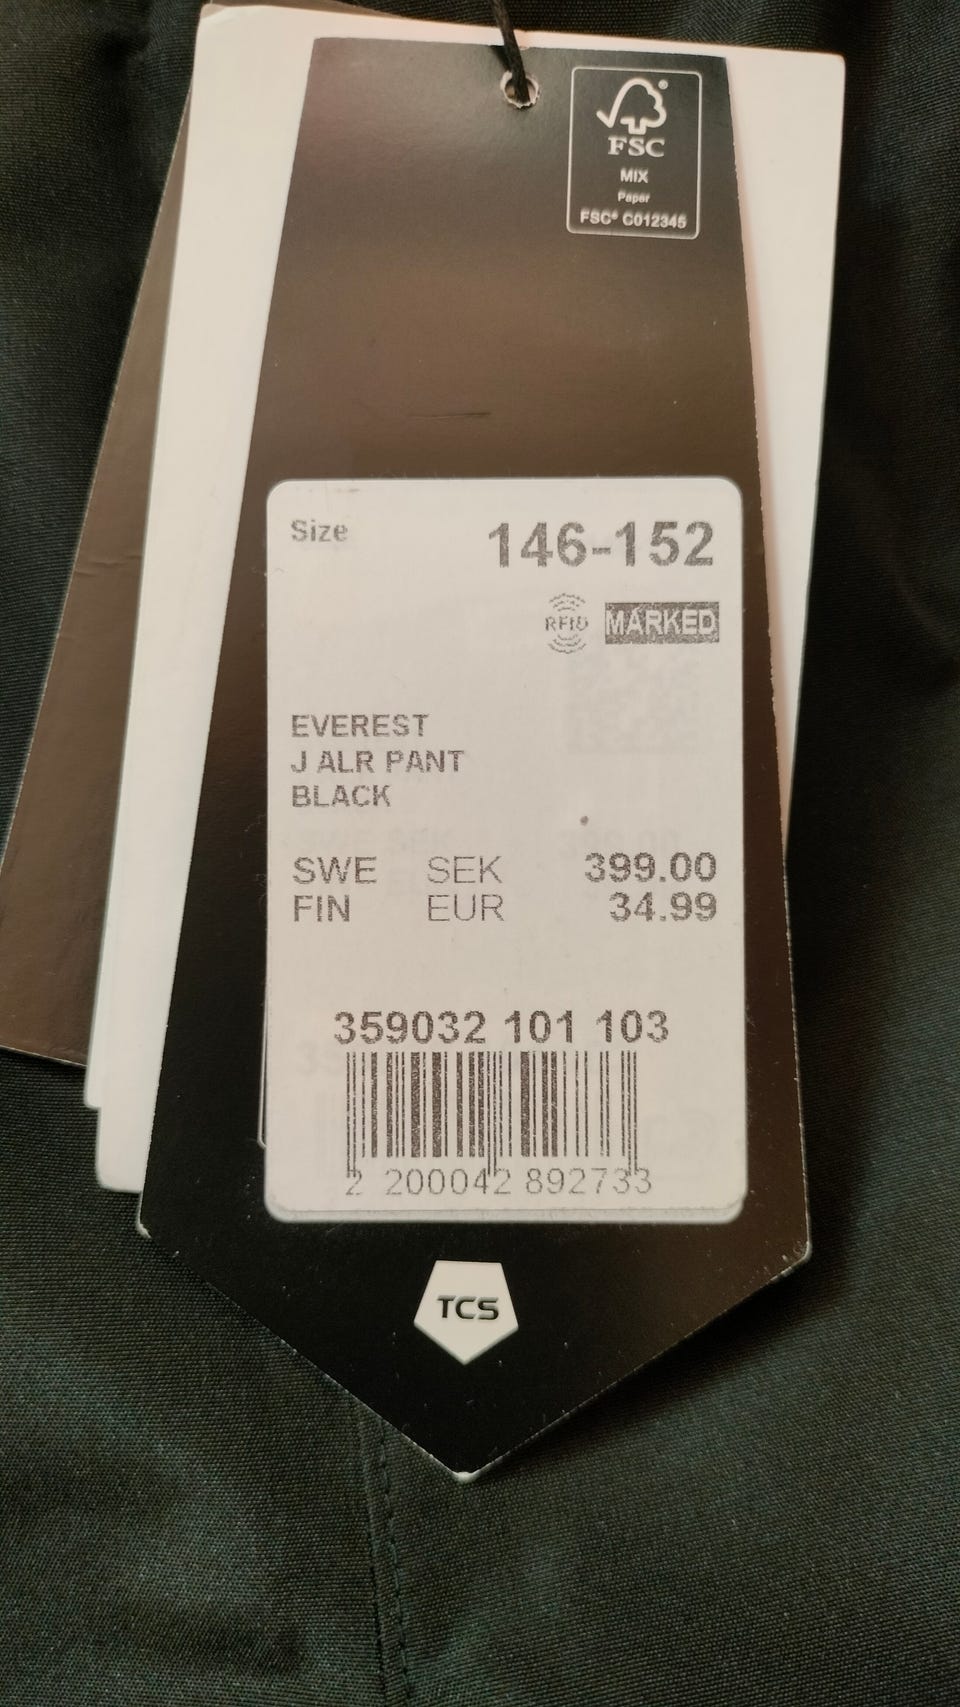 FSC®
MIX
Paper
FSC® C012345
Size 146-152
RFID MARKED
EVEREST
J ALR PANT
BLACK
SWE SEK 399.00
FIN EUR 34.99
359032 101 103
2 200042 892733
TCS